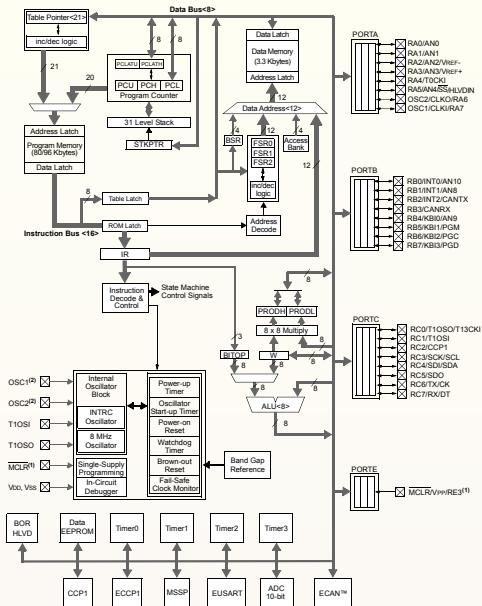 Data Bus<8>
Table Pointer<21>
inc/dec logic
21
20
8
8
PCLATU
PCLATH
PCU
PCH
PCL
Program Counter
31 Level Stack
STKPTR
Data Latch
Data Memory
(3.3 Kbytes)
Address Latch
12
Data Address<12>
4
12
4
BSR
FSR0
FSR1
FSR2
Access
Bank
12
inc/dec
logic
Address
Decode
Address Latch
Program Memory
(80/96 Kbytes)
Data Latch
8
Table Latch
ROM Latch
Instruction Bus <16>
IR
Instruction
Decode &
Control
State Machine
Control Signals
8
PRODH
PRODL
8 x 8 Multiply
3
8
BITOP
W
8
8
8
8
ALU<8>
8
PORTA
RA0/AN0
RA1/AN1
RA2/AN2/VREF-
RA3/AN3/VREF+
RA4/T0CKI
RA5/AN4/SS/HLVDIN
OSC2/CLKO/RA6
OSC1/CLKI/RA7
PORTB
RB0/INT0/AN10
RB1/INT1/AN8
RB2/INT2/CANTX
RB3/CANRX
RB4/KBI0/AN9
RB5/KBI1/PGM
RB6/KBI2/PGC
RB7/KBI3/PGD
PORTC
RC0/T1OSO/T13CKI
RC1/T1OSI
RC2/CCP1
RC3/SCK/SCL
RC4/SDI/SDA
RC5/SDO
RC6/TX/CK
RC7/RX/DT
PORTE
MCLR/VPP/RE3(1)
OSC1(2)
OSC2(2)
T1OSI
T1OSO
MCLR(1)
VDD, VSS
Internal
Oscillator
Block
INTRC
Oscillator
8 MHz
Oscillator
Single-Supply
Programming
In-Circuit
Debugger
Power-up
Timer
Oscillator
Start-up Timer
Power-on
Reset
Watchdog
Timer
Brown-out
Reset
Fail-Safe
Clock Monitor
Band Gap
Reference
BOR
HLVD
Data
EEPROM
Timer0
Timer1
Timer2
Timer3
CCP1
ECCP1
MSSP
EUSART
ADC
10-bit
ECAN™